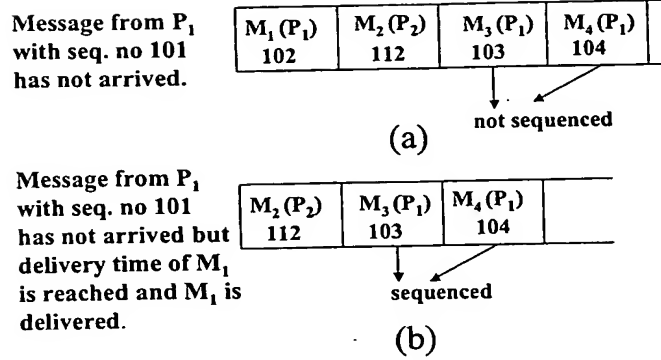 Message from P1
with seq. no 101
has not arrived.
M1 (P1) M2 (P2) M3 (P1) M4 (P1)
102 112 103 104
not sequenced
(a)
Message from P1
with seq. no 101
has not arrived but
delivery time of M1
is reached and M1 is
delivered.
M2 (P2) M3 (P1) M4 (P1)
112 103 104
sequenced
(b)